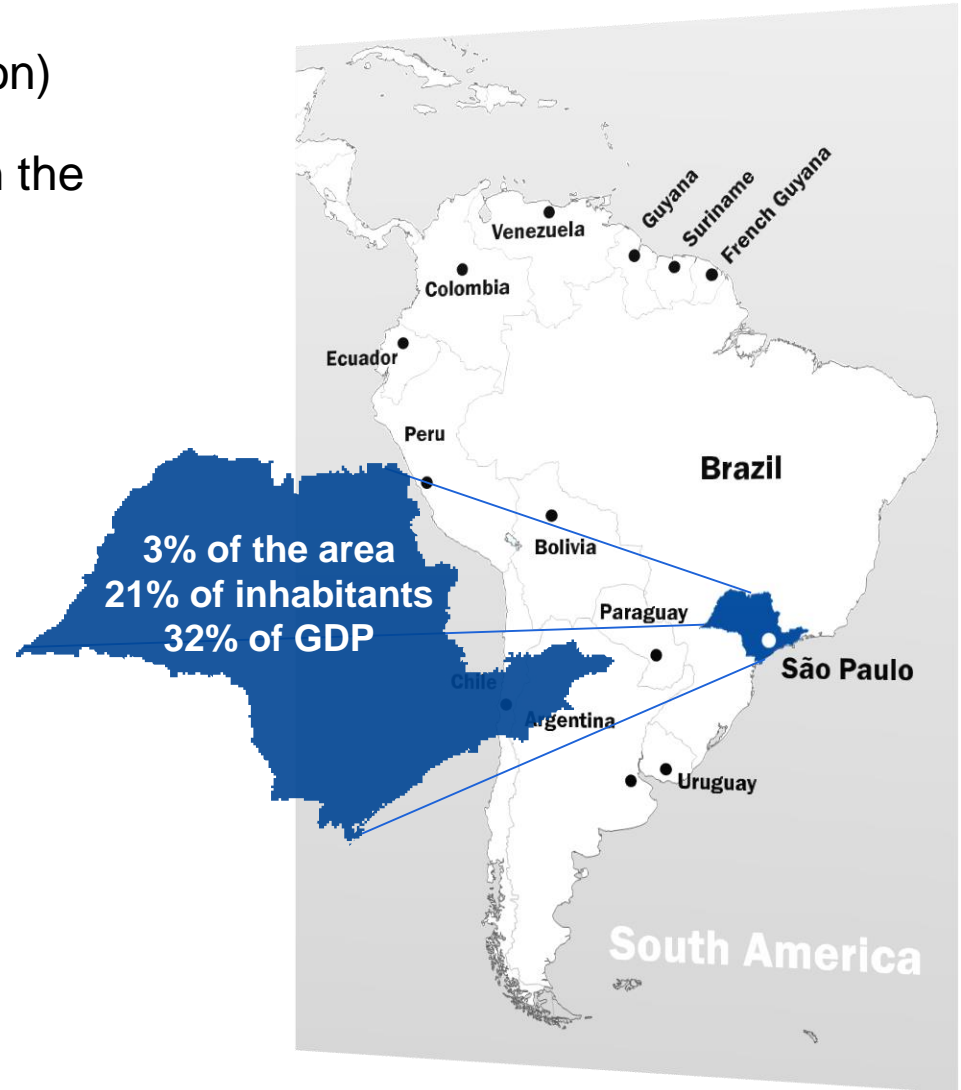 on)
n the
Guyana
Suriname
French Guyana
Venezuela
Colombia
Ecuador
Peru
Brazil
Bolivia
3% of the area
21% of inhabitants
32% of GDP
Paraguay
São Paulo
Chile
Argentina
Uruguay
South America